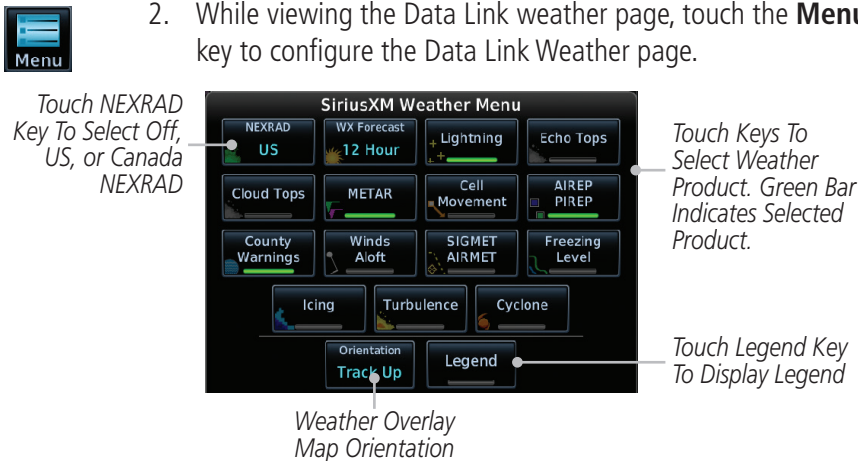 2. While viewing the Data Link weather page, touch the Menu
key to configure the Data Link Weather page.
Menu
Touch NEXRAD
Key To Select Off,
US, or Canada
NEXRAD
SiriusXM Weather Menu
NEXRAD
US
WX Forecast
12 Hour
Lightning
Echo Tops
Cloud Tops
METAR
Cell
Movement
AIREP
PIREP
County
Warnings
Winds
Aloft
SIGMET
AIRMET
Freezing
Level
Icing
Turbulence
Cyclone
Orientation
Track Up
Legend
Touch Keys To
Select Weather
Product. Green Bar
Indicates Selected
Product.
Touch Legend Key
To Display Legend
Weather Overlay
Map Orientation